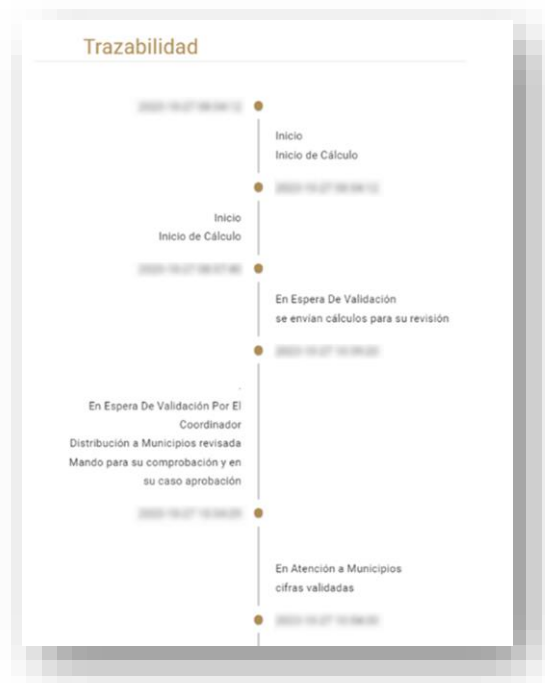 Trazabilidad
Inicio
Inicio de Cálculo
Inicio
Inicio de Cálculo
En Espera De Validación
se envían cálculos para su revisión
.
En Espera De Validación Por El
Coordinador
Distribución a Municipios revisada
Mando para su comprobación y en
su caso aprobación
En Atención a Municipios
cifras validadas